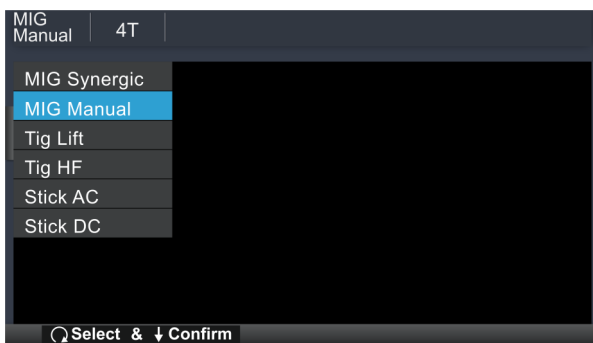 MIG
Manual 4T
MIG Synergic
MIG Manual
Tig Lift
Tig HF
Stick AC
Stick DC
Select & ↓ Confirm